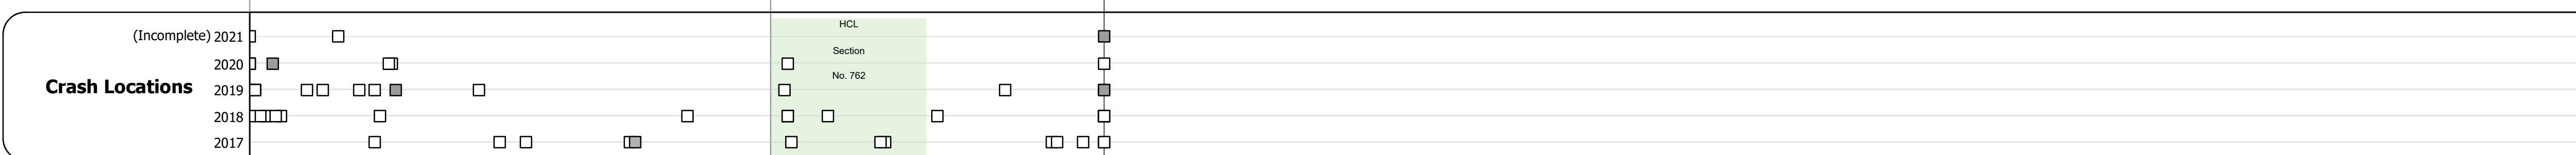 HCL
(Incomplete) 2021
Section
2020
No. 762
Crash Locations
2019
2018
2017